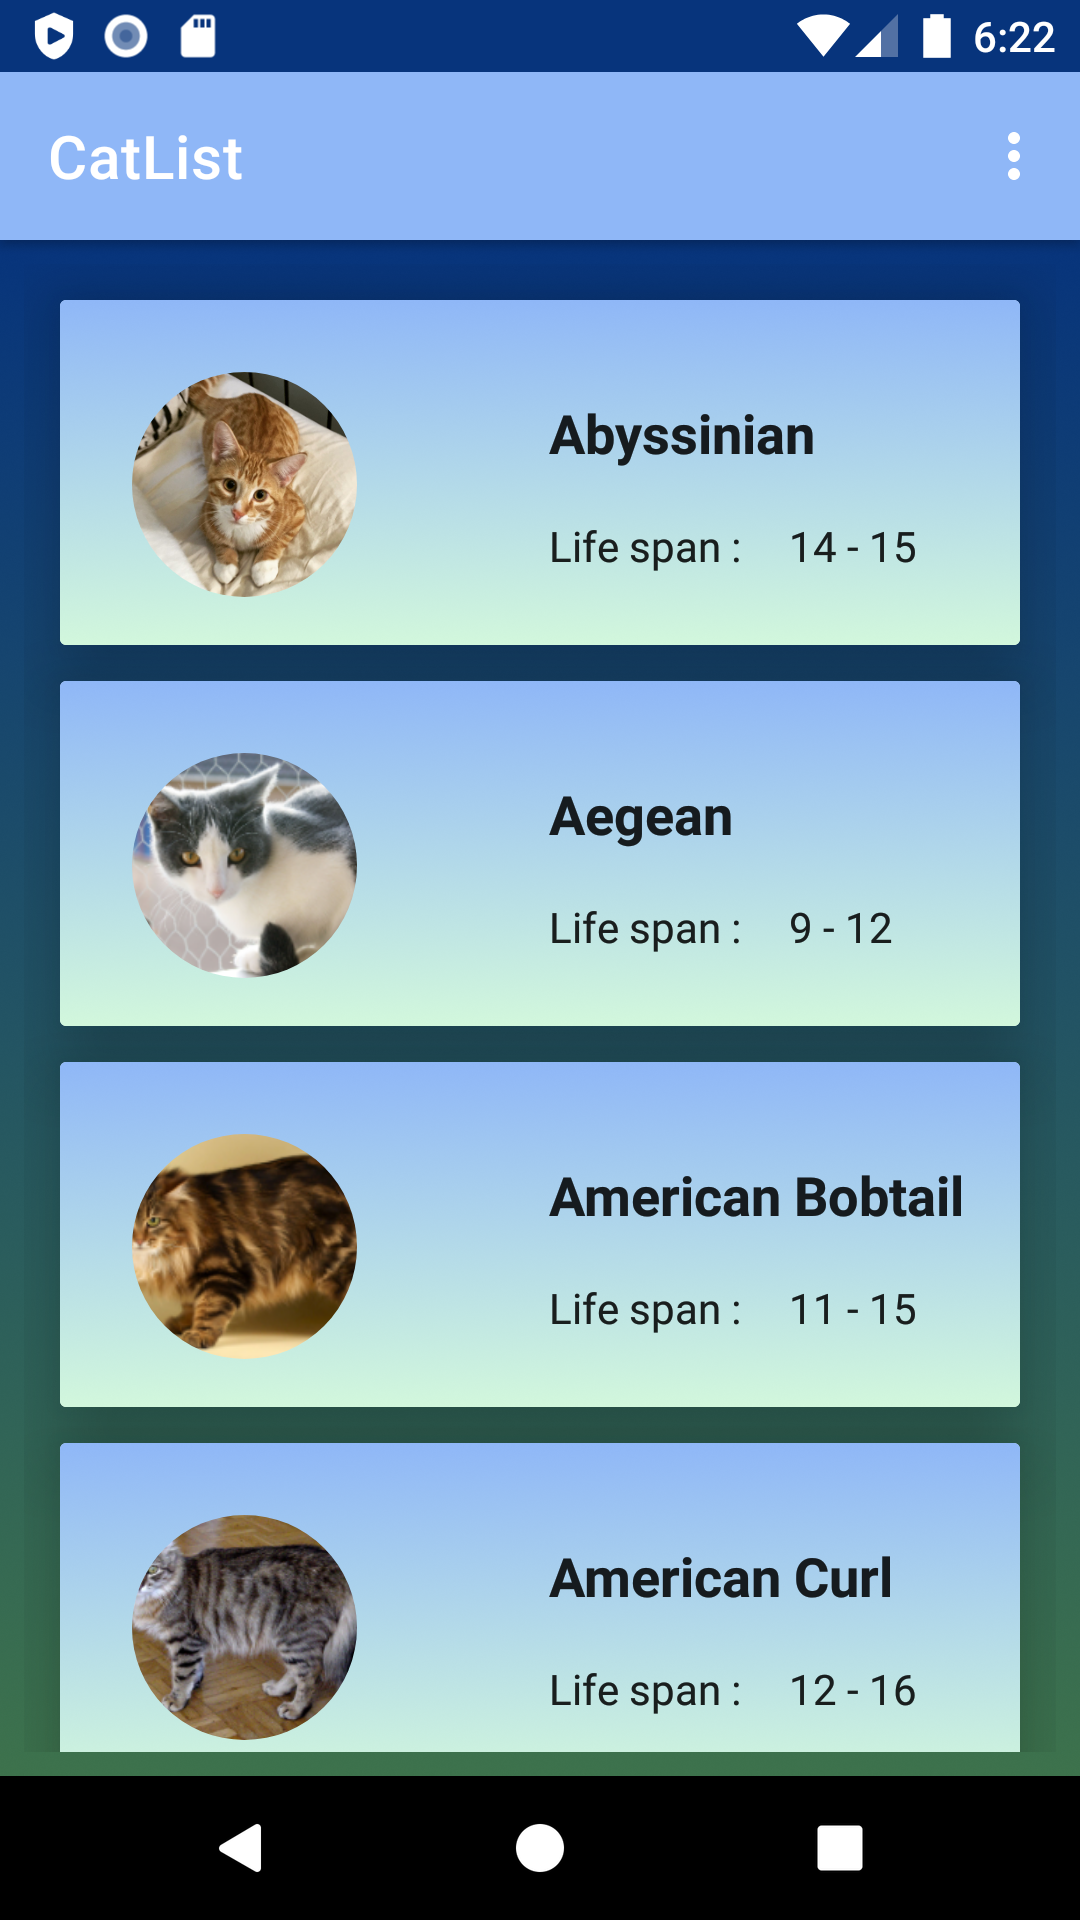 6:22
CatList
Abyssinian
Life span : 14 - 15
Aegean
Life span : 9 - 12
American Bobtail
Life span : 11 - 15
American Curl
Life span : 12 - 16